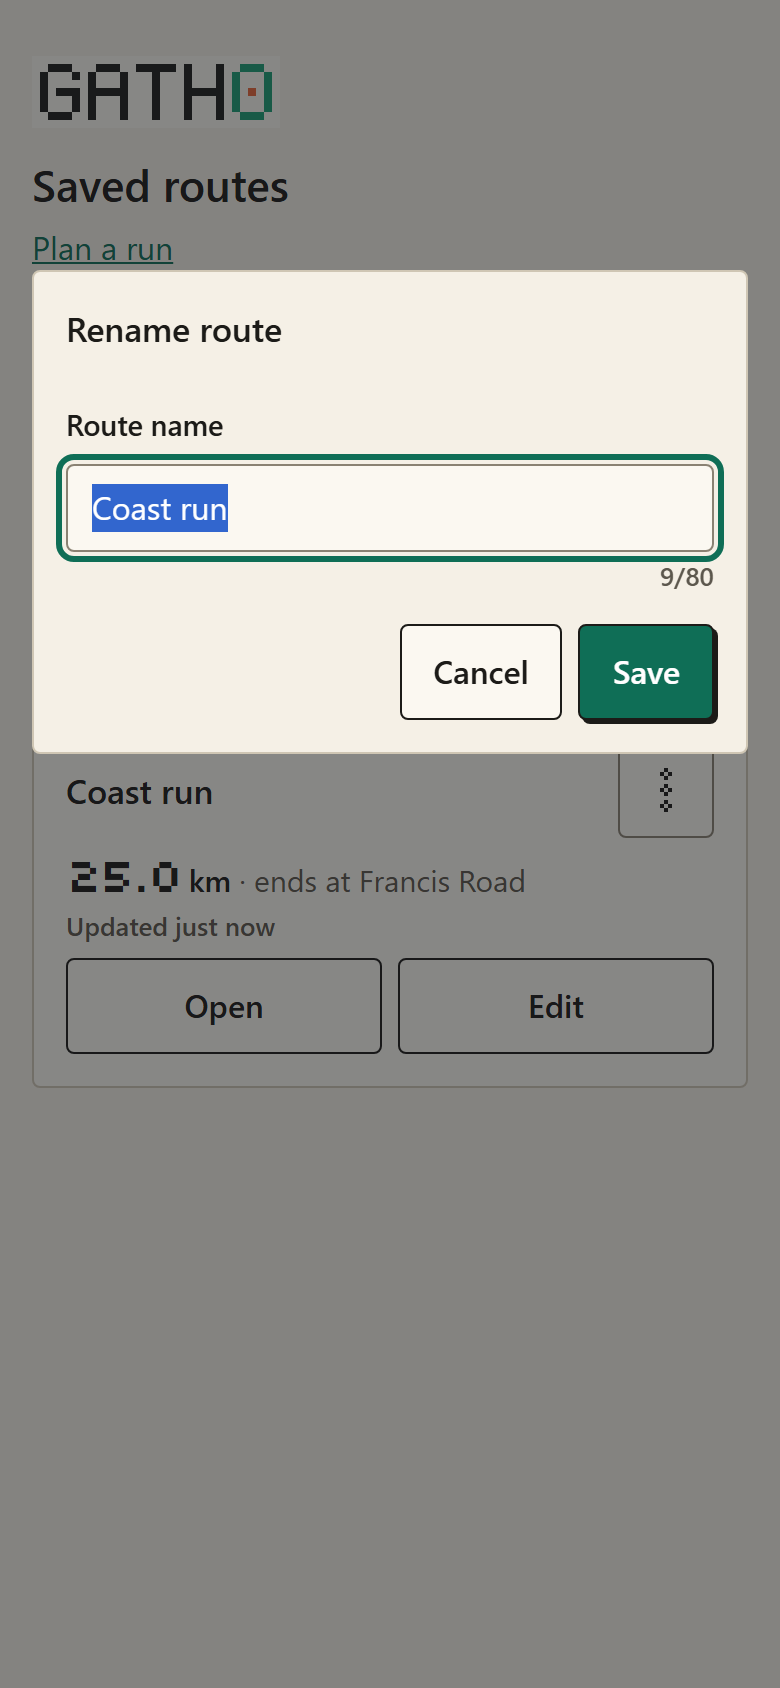 GATHO
Saved routes
Plan a run
Rename route
Route name
Coast run
9/80
Cancel
Save
Coast run
25.0 km · ends at Francis Road
Updated just now
Open
Edit